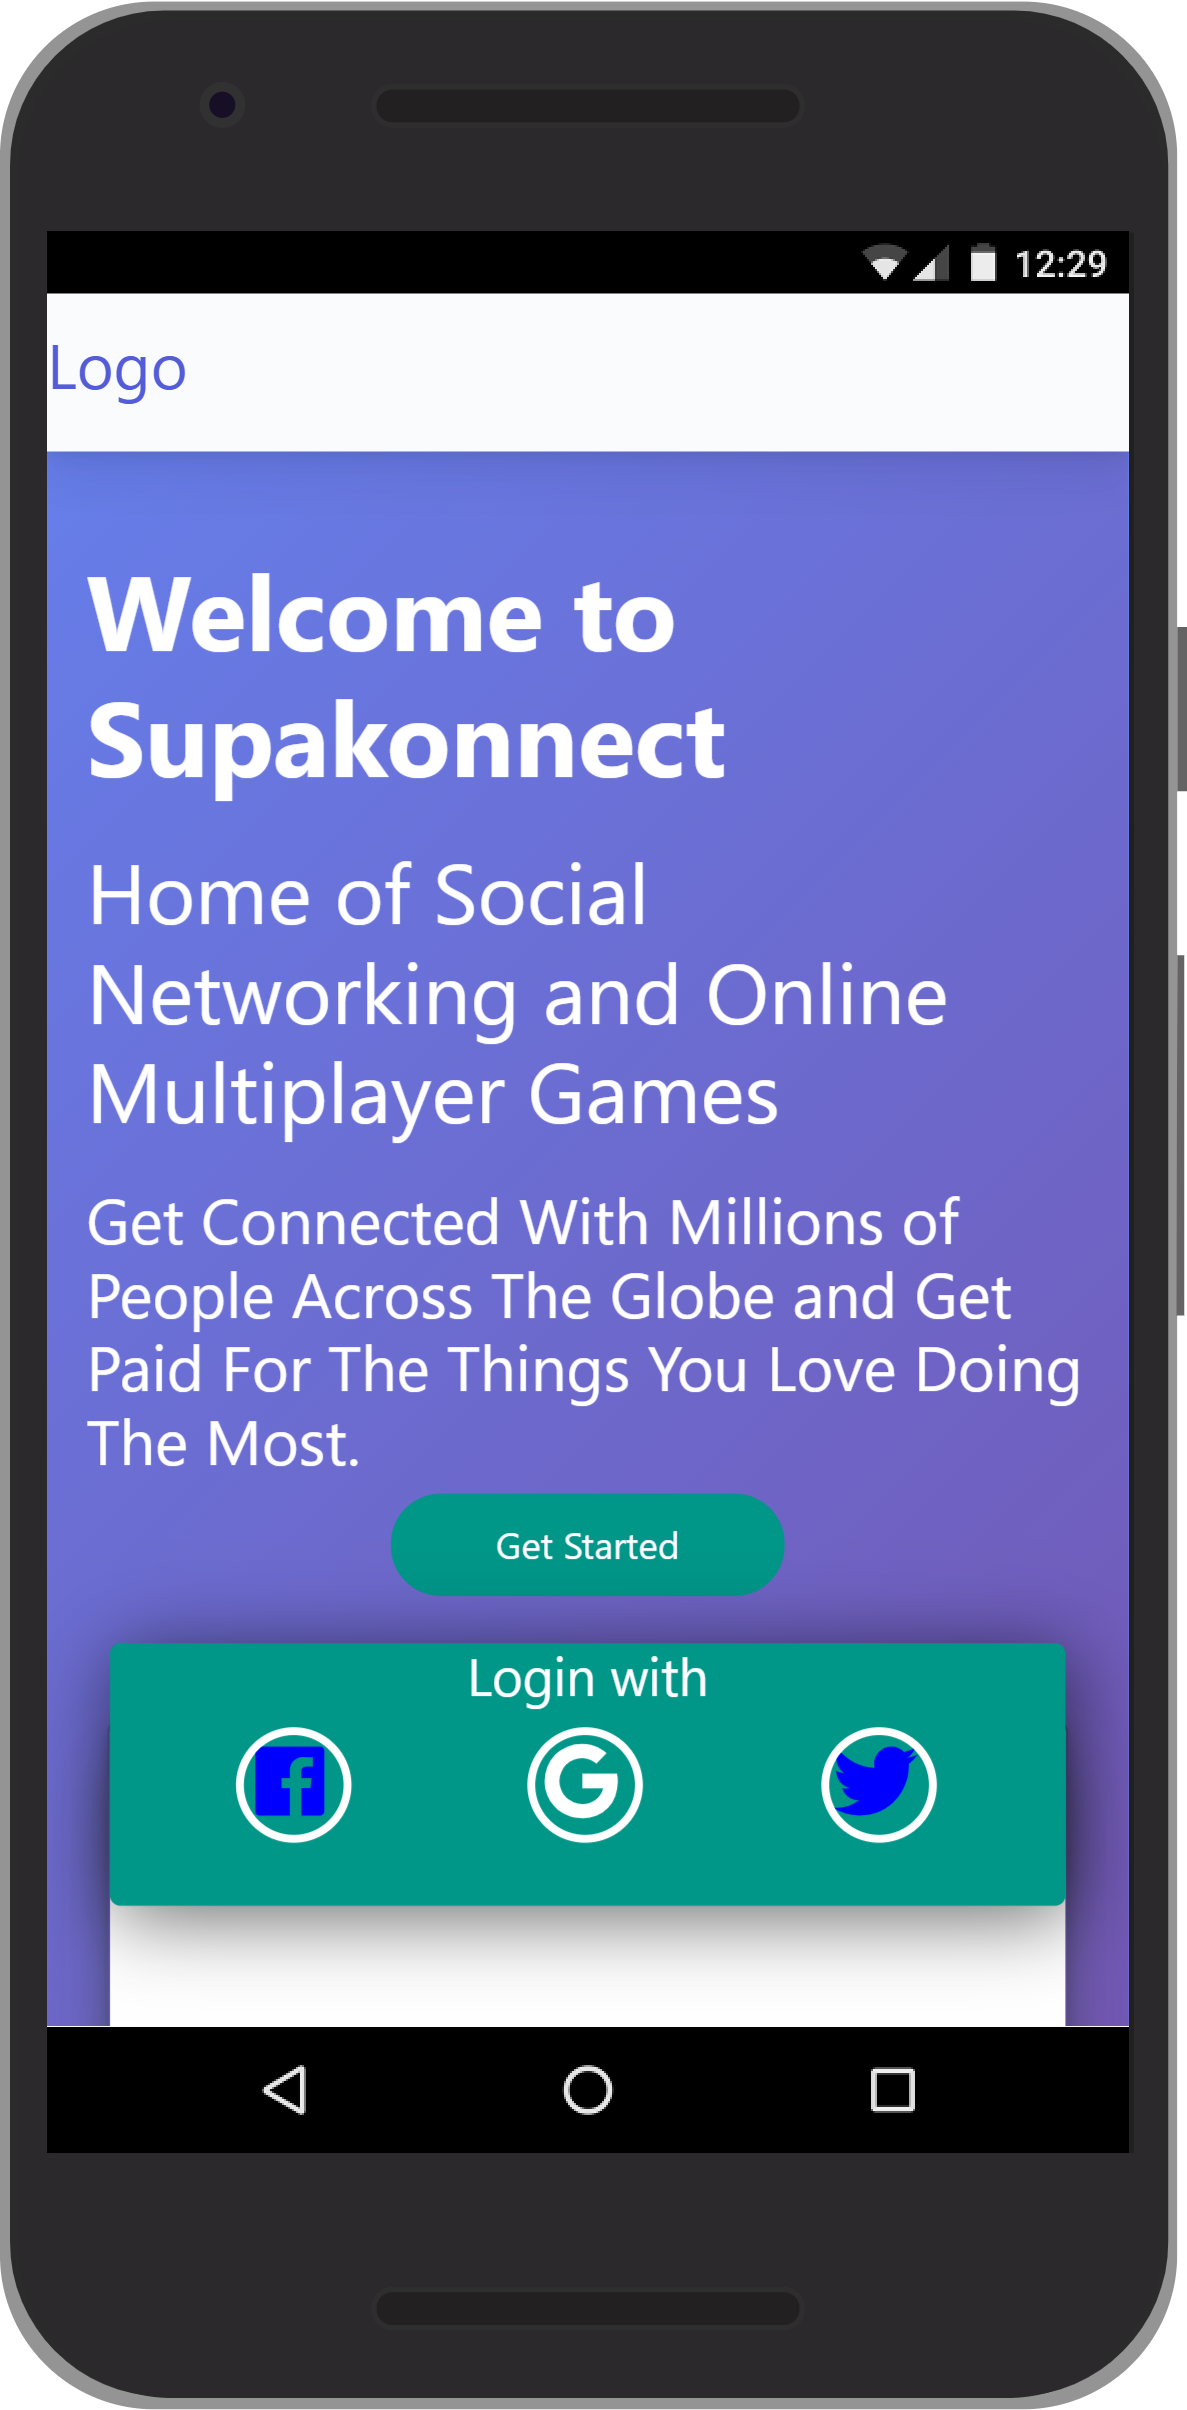 12:29
Logo
Welcome to
Supakonnect
Home of Social
Networking and Online
Multiplayer Games
Get Connected With Millions of
People Across The Globe and Get
Paid For The Things You Love Doing
The Most.
Get Started
Login with